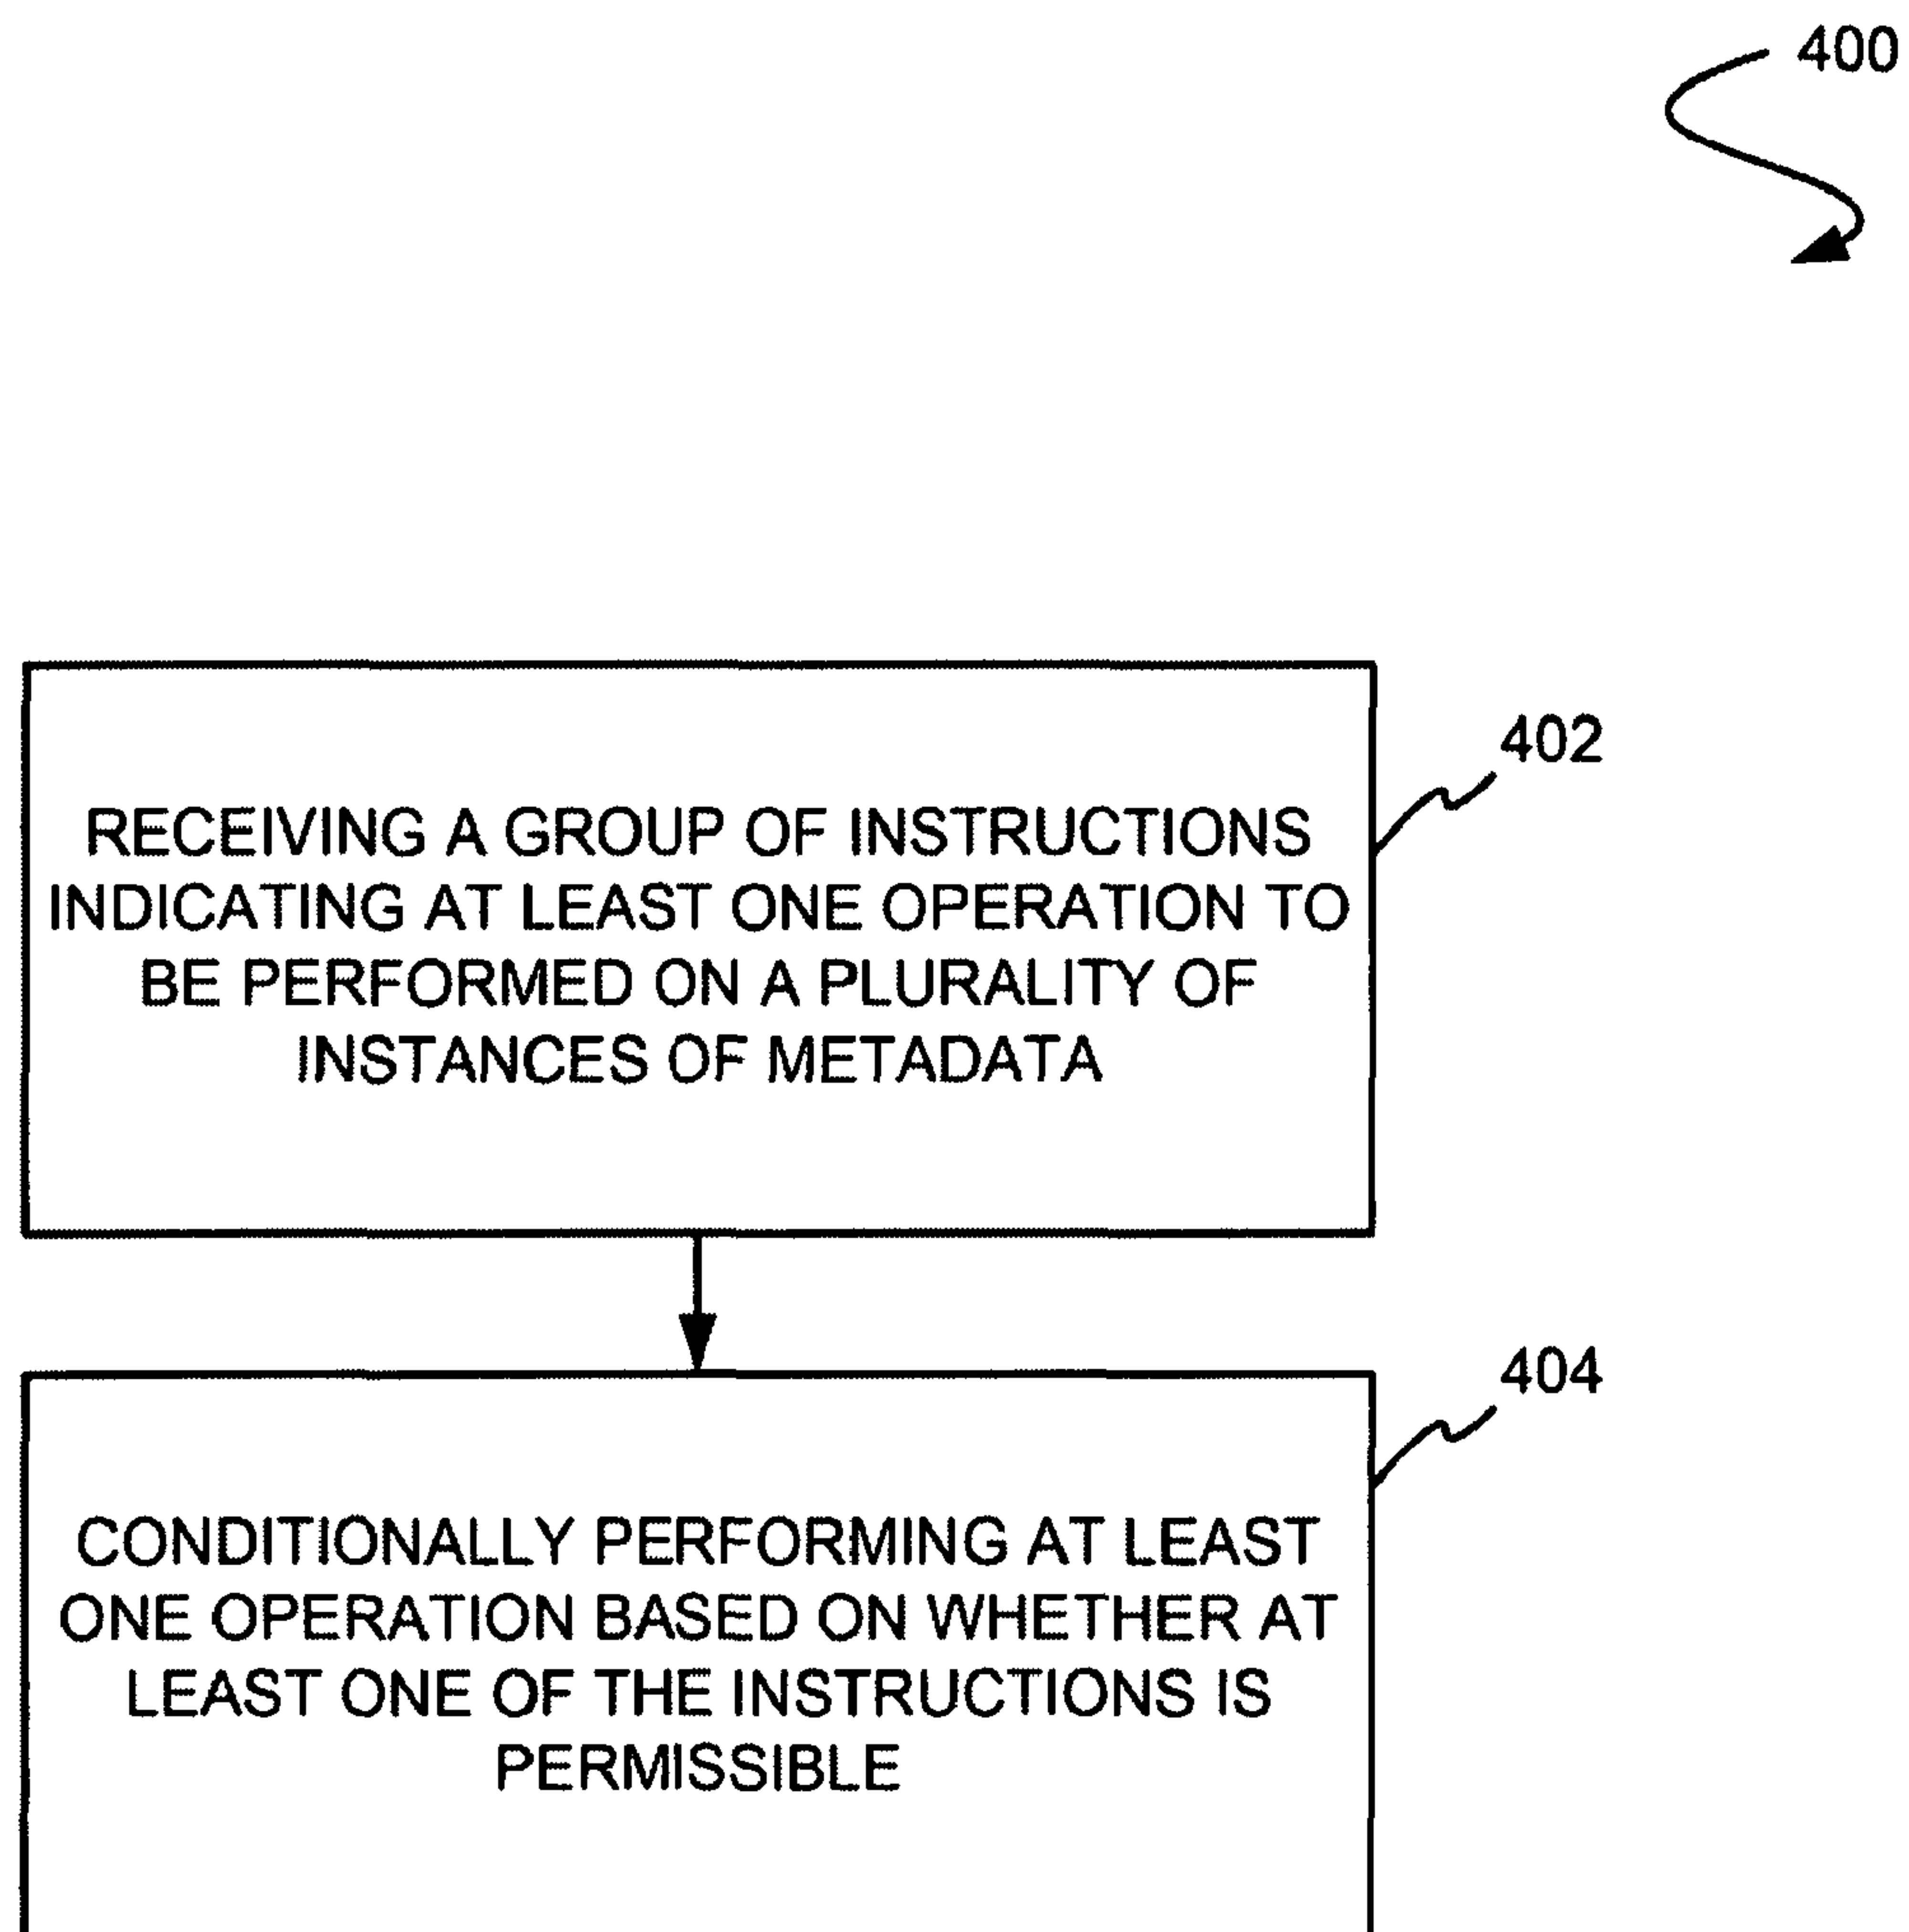 400
402
RECEIVING A GROUP OF INSTRUCTIONS
INDICATING AT LEAST ONE OPERATION TO
BE PERFORMED ON A PLURALITY OF
INSTANCES OF METADATA
404
CONDITIONALLY PERFORMING AT LEAST
ONE OPERATION BASED ON WHETHER AT
LEAST ONE OF THE INSTRUCTIONS IS
PERMISSIBLE